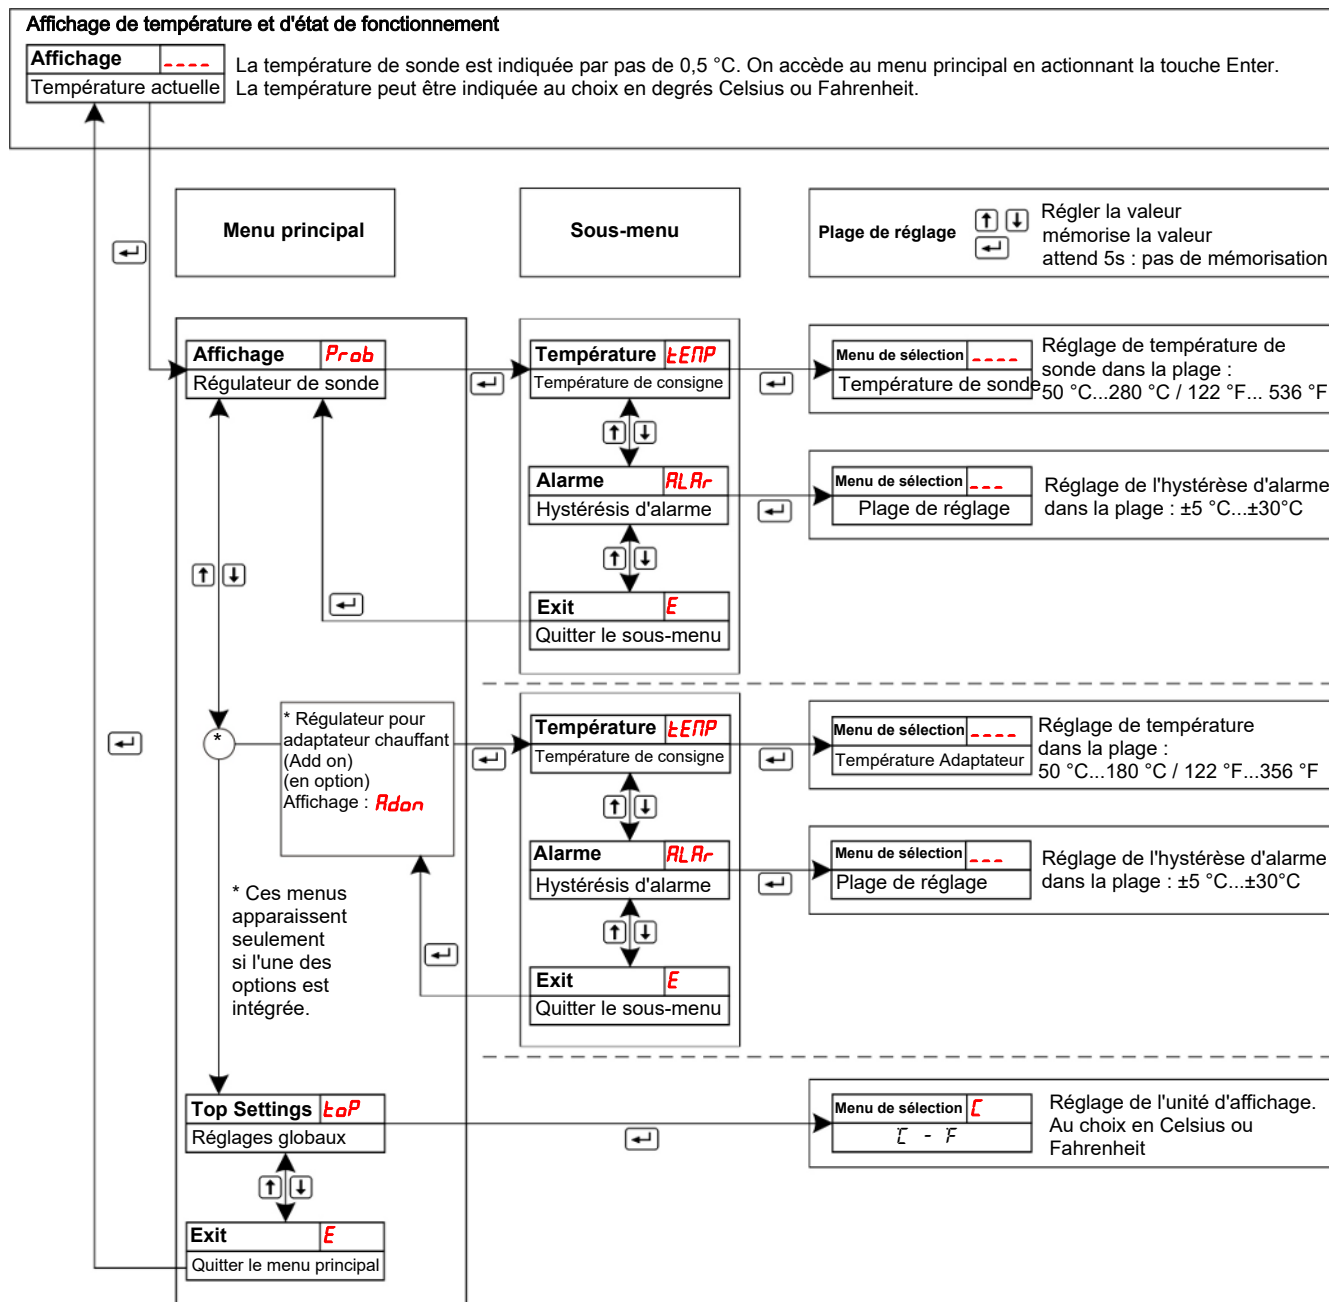 Affichage de température et d'état de fonctionnement
Affichage ----
Température actuelle
La température de sonde est indiquée par pas de 0,5 °C. On accède au menu principal en actionnant la touche Enter.
La température peut être indiquée au choix en degrés Celsius ou Fahrenheit.
Menu principal
Sous-menu
Plage de réglage
Régler la valeur
mémorise la valeur
attend 5s : pas de mémorisation
Affichage Prob
Régulateur de sonde
Température tEMP
Température de consigne
Menu de sélection ----
Température de sonde
Réglage de température de
sonde dans la plage :
50 °C...280 °C / 122 °F... 536 °F
Alarme ALAr
Hystérésis d'alarme
Menu de sélection ---
Plage de réglage
Réglage de l'hystérèse d'alarme
dans la plage : ±5 °C...±30°C
Exit E
Quitter le sous-menu
*
* Régulateur pour
adaptateur chauffant
(Add on)
(en option)
Affichage : Adon
Température tEMP
Température de consigne
Menu de sélection ----
Température Adaptateur
Réglage de température
dans la plage :
50 °C...180 °C / 122 °F...356 °F
Alarme ALAr
Hystérésis d'alarme
Menu de sélection ---
Plage de réglage
Réglage de l'hystérèse d'alarme
dans la plage : ±5 °C...±30°C
* Ces menus
apparaissent
seulement
si l'une des
options est
intégrée.
Exit E
Quitter le sous-menu
Top Settings toP
Réglages globaux
Menu de sélection C
C - F
Réglage de l'unité d'affichage.
Au choix en Celsius ou
Fahrenheit
Exit E
Quitter le menu principal